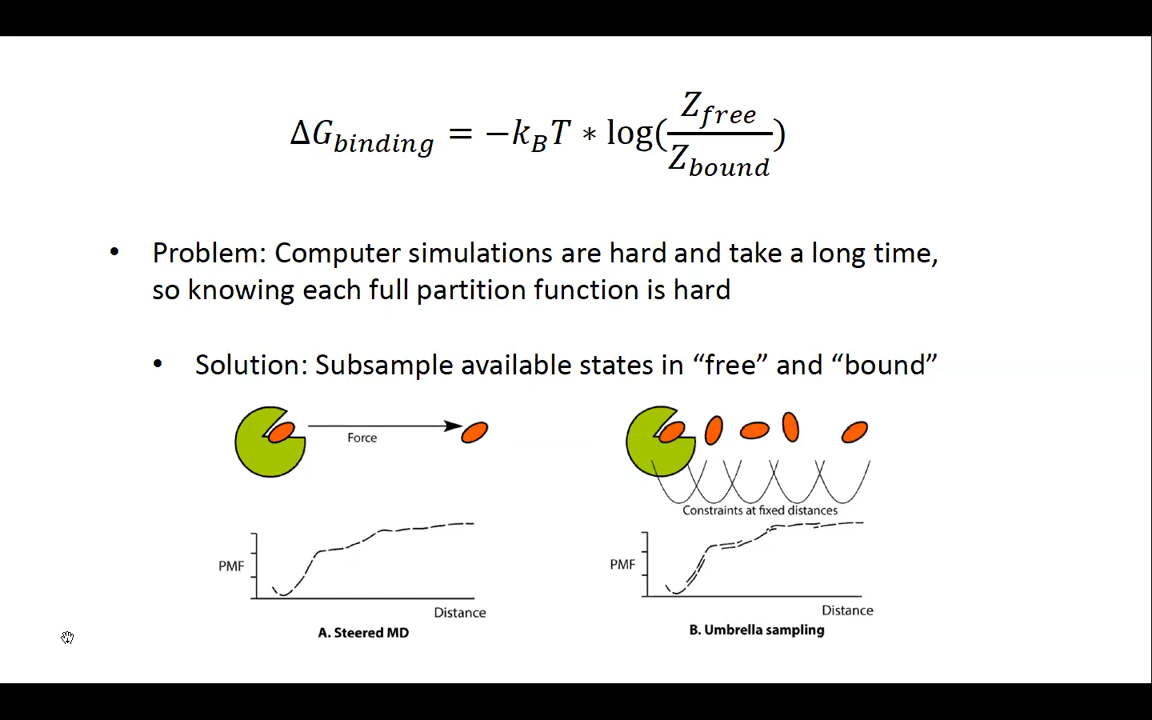 ΔG_binding = −k_B T * log(Z_free / Z_bound)
• Problem: Computer simulations are hard and take a long time,
so knowing each full partition function is hard
• Solution: Subsample available states in “free” and “bound”
Force
PMF
Distance
A. Steered MD
Constraints at fixed distances
PMF
Distance
B. Umbrella sampling